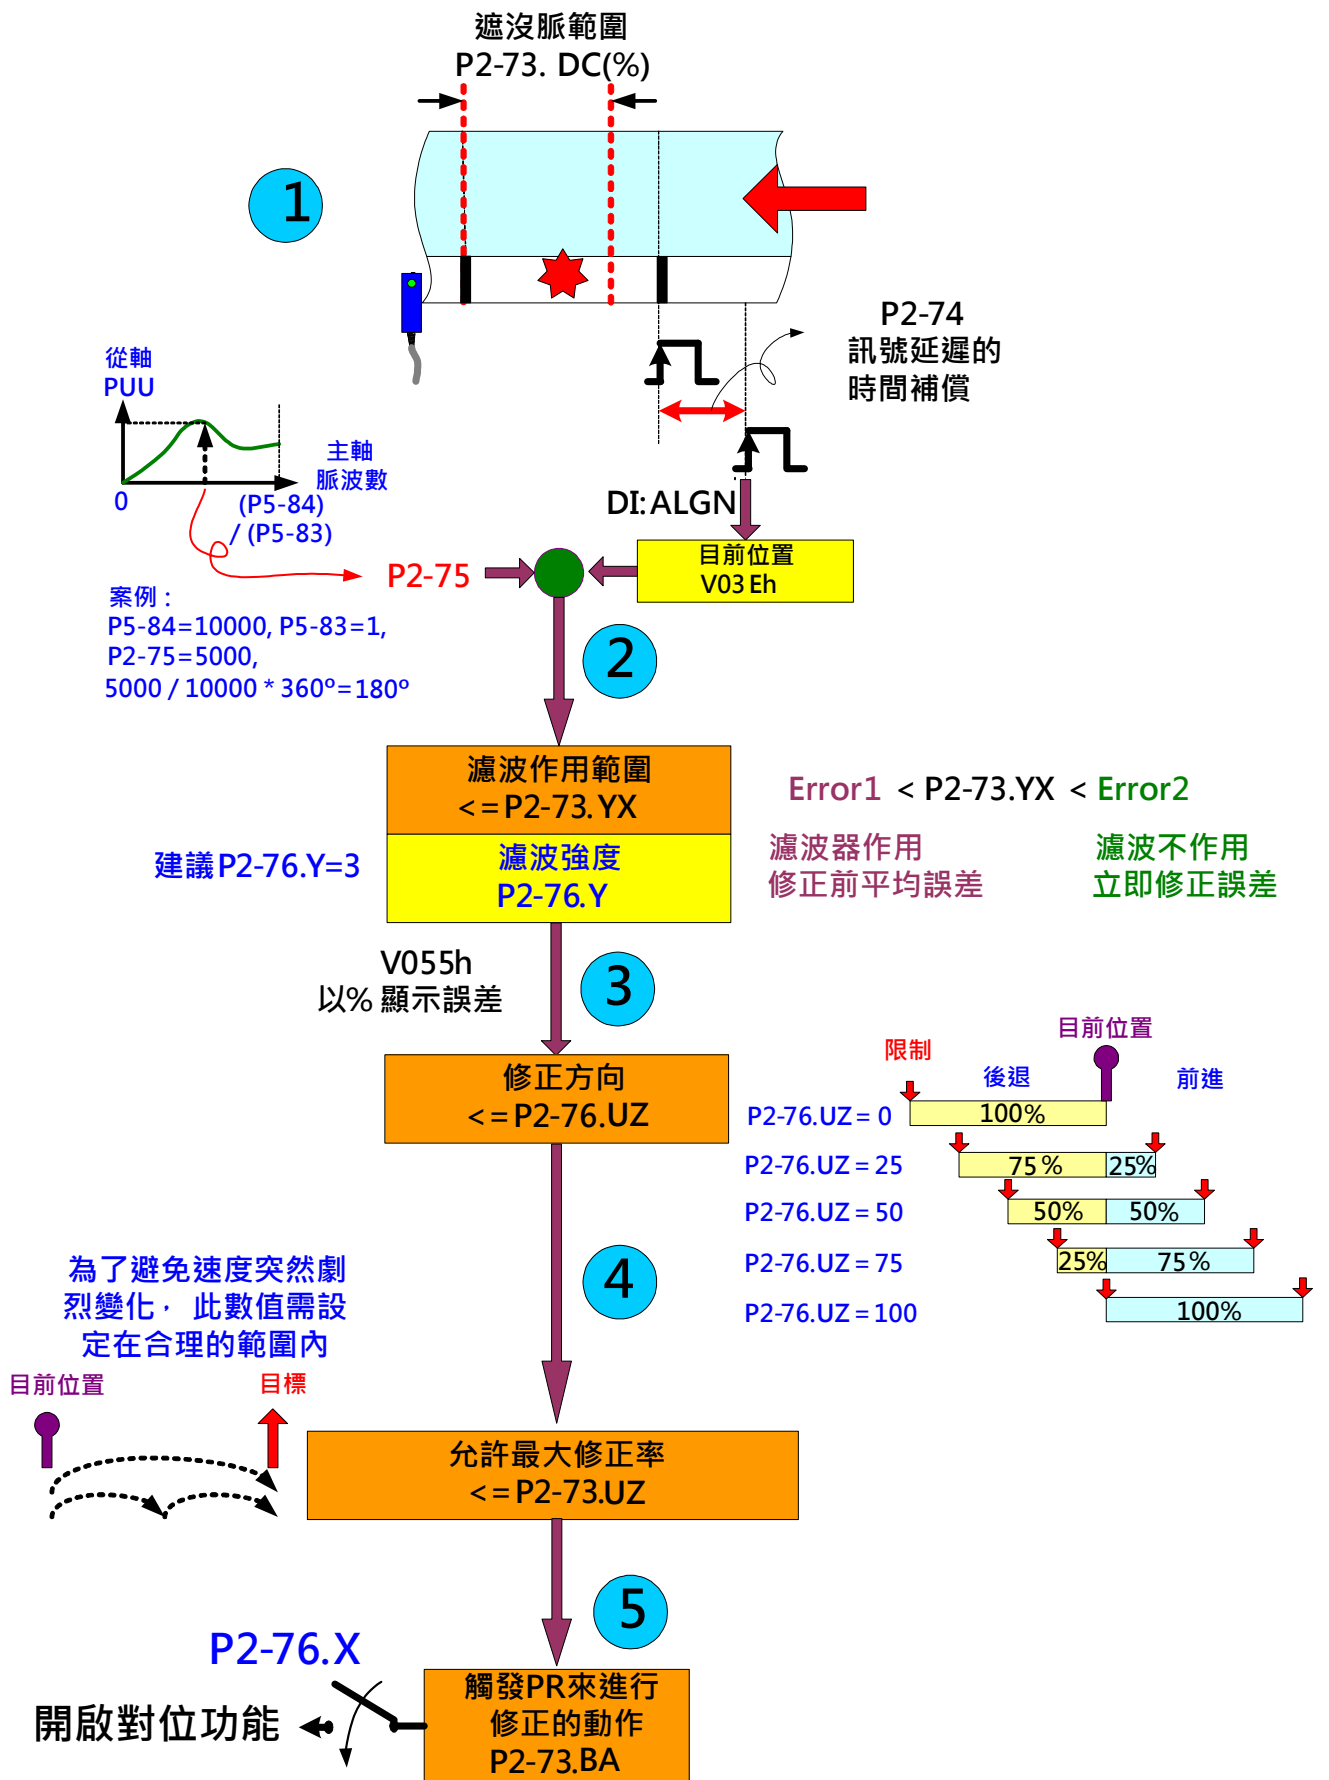 遮沒脈範圍
P2-73. DC(%)
1
P2-74
訊號延遲的
時間補償
從軸
PUU
主軸
脈波數
0
(P5-84)
/ (P5-83)
DI:ALGN
目前位置
V03Eh
P2-75
案例：
P5-84=10000, P5-83=1,
P2-75=5000,
5000 / 10000 * 360º=180º
2
濾波作用範圍
<=P2-73.YX
Error1 < P2-73.YX < Error2
建議P2-76.Y=3
濾波強度
P2-76.Y
濾波器作用
修正前平均誤差
濾波不作用
立即修正誤差
V055h
以% 顯示誤差
3
修正方向
<=P2-76.UZ
目前位置
限制
後退
前進
P2-76.UZ = 0
100%
P2-76.UZ = 25
75%
25%
P2-76.UZ = 50
50%
50%
P2-76.UZ = 75
25%
75%
P2-76.UZ = 100
100%
4
為了避免速度突然劇
烈變化， 此數值需設
定在合理的範圍內
目前位置
目標
允許最大修正率
<=P2-73.UZ
5
P2-76.X
開啟對位功能
觸發PR來進行
修正的動作
P2-73.BA